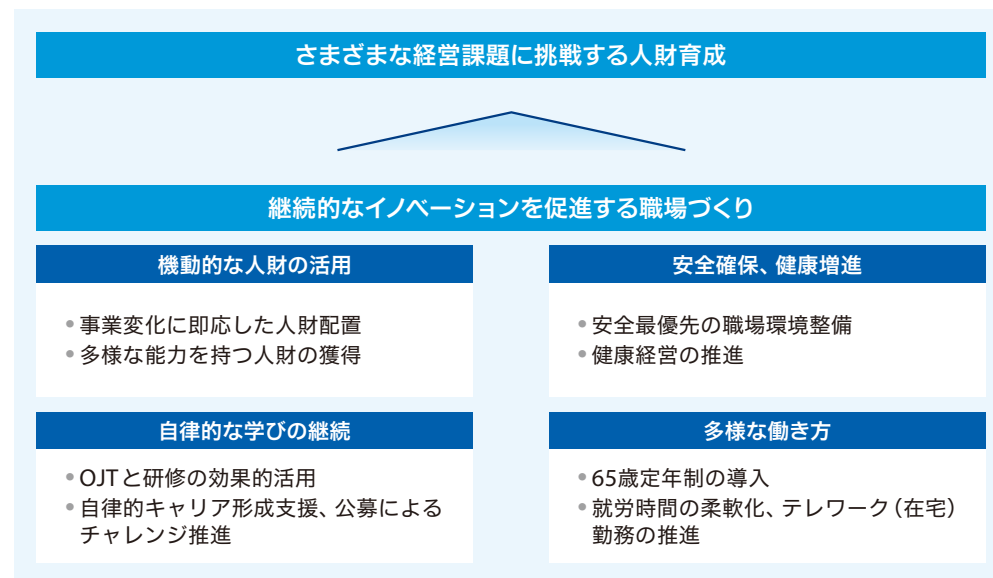 さまざまな経営課題に挑戦する人財育成
継続的なイノベーションを促進する職場づくり
機動的な人財の活用
•事業変化に即応した人財配置
•多様な能力を持つ人財の獲得
安全確保、健康増進
•安全最優先の職場環境整備
•健康経営の推進
自律的な学びの継続
•OJTと研修の効果的活用
•自律的キャリア形成支援、公募による
チャレンジ推進
多様な働き方
•65歳定年制の導入
•就労時間の柔軟化、テレワーク(在宅)
勤務の推進